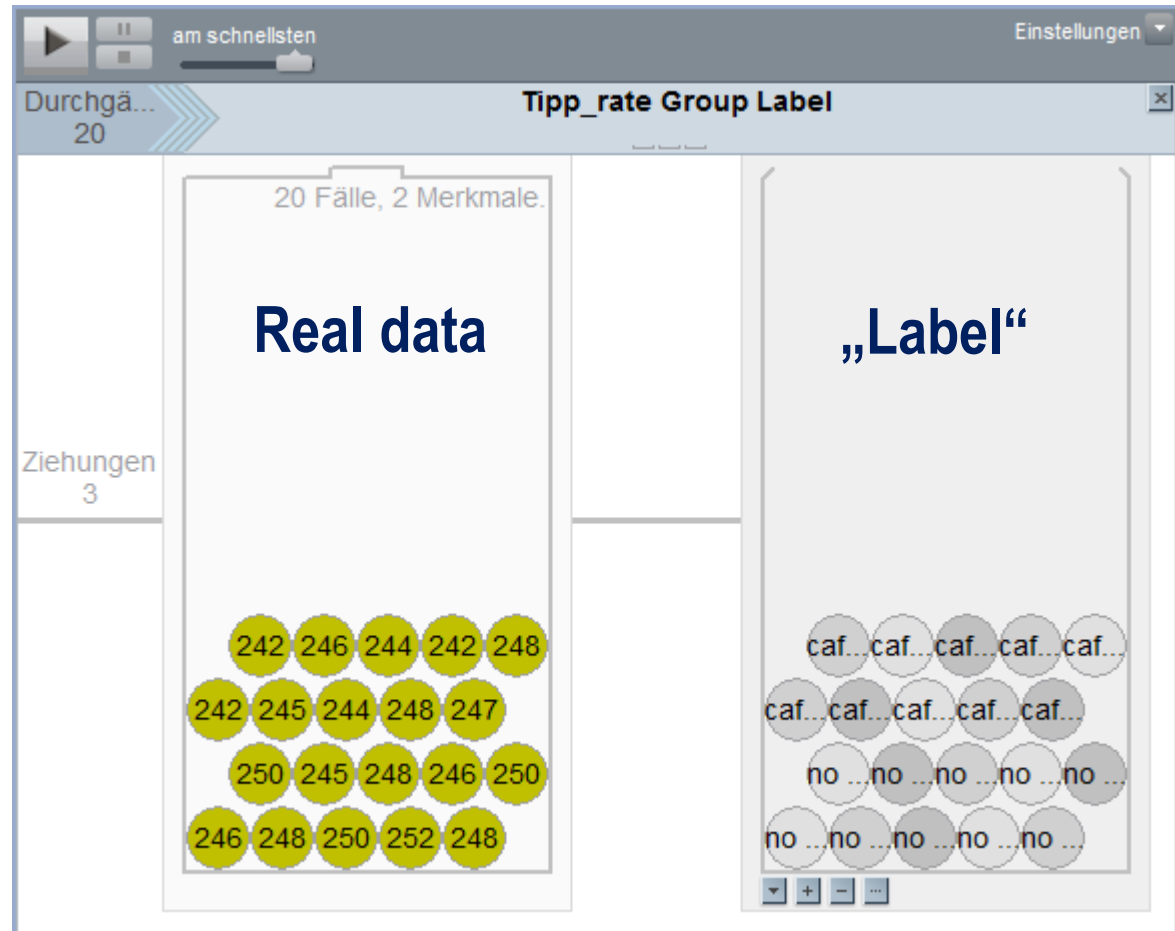 am schnellsten
Einstellungen
Durchgä...
20
Tipp_rate Group Label
20 Fälle, 2 Merkmale.
Real data
„Label“
Ziehungen
3
242 246 244 242 248
242 245 244 248 247
250 245 248 246 250
246 248 250 252 248
caf... caf... caf... caf... caf...
caf... caf... caf... caf... caf...
no ... no ... no ... no ... no ...
no ... no ... no ... no ... no ...